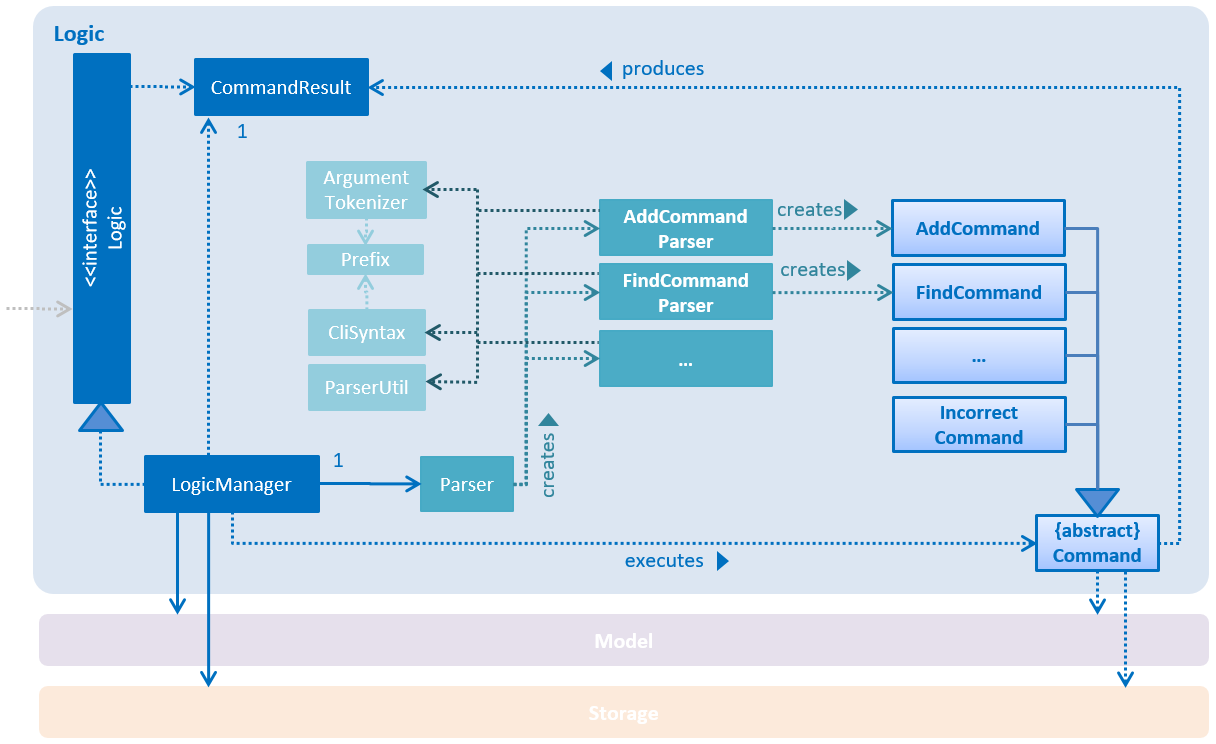 Logic
<<interface>>
Logic
CommandResult
produces
1
Argument
Tokenizer
Prefix
CliSyntax
ParserUtil
AddCommand
Parser
creates
AddCommand
FindCommand
Parser
creates
FindCommand
...
...
Incorrect
Command
creates
LogicManager
1
Parser
{abstract}
Command
executes
Model
Storage